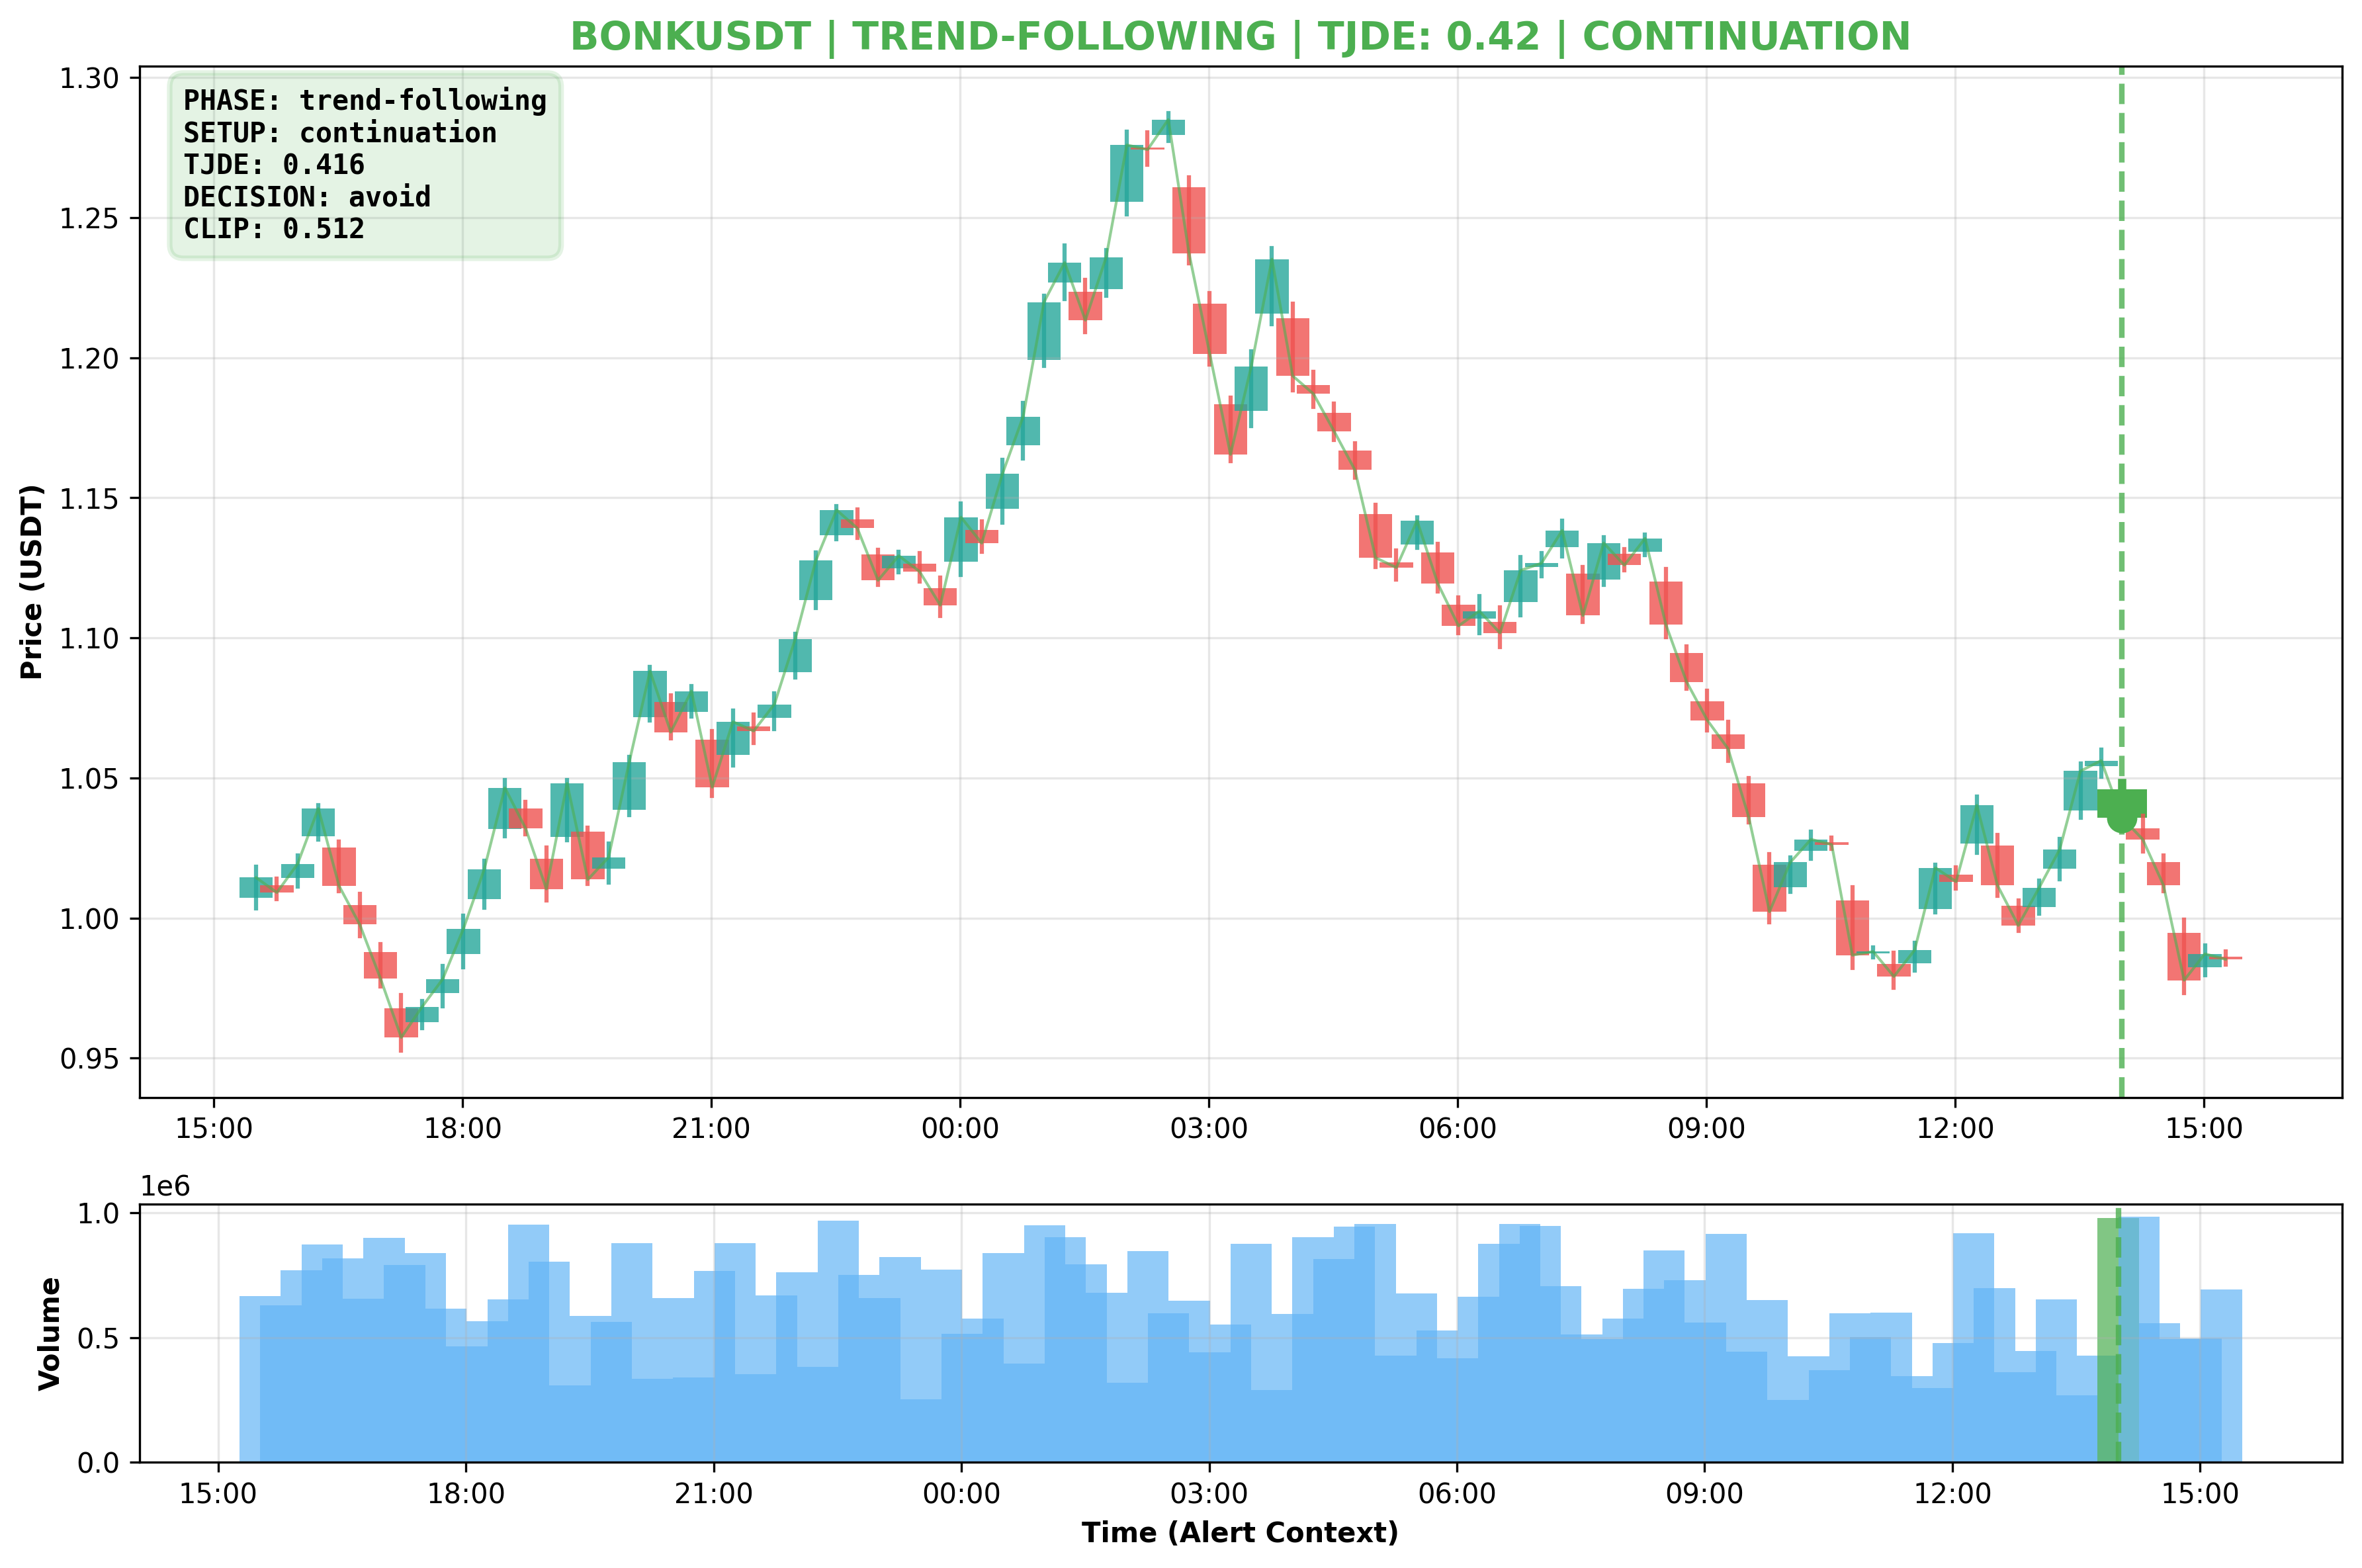 BONKUSDT | TREND-FOLLOWING | TJDE: 0.42 | CONTINUATION
PHASE: trend-following
SETUP: continuation
TJDE: 0.416
DECISION: avoid
CLIP: 0.512
Price (USDT)
1.30
1.25
1.20
1.15
1.10
1.05
1.00
0.95
15:00 18:00 21:00 00:00 03:00 06:00 09:00 12:00 15:00
1e6
Volume
1.0
0.5
0.0
15:00 18:00 21:00 00:00 03:00 06:00 09:00 12:00 15:00
Time (Alert Context)